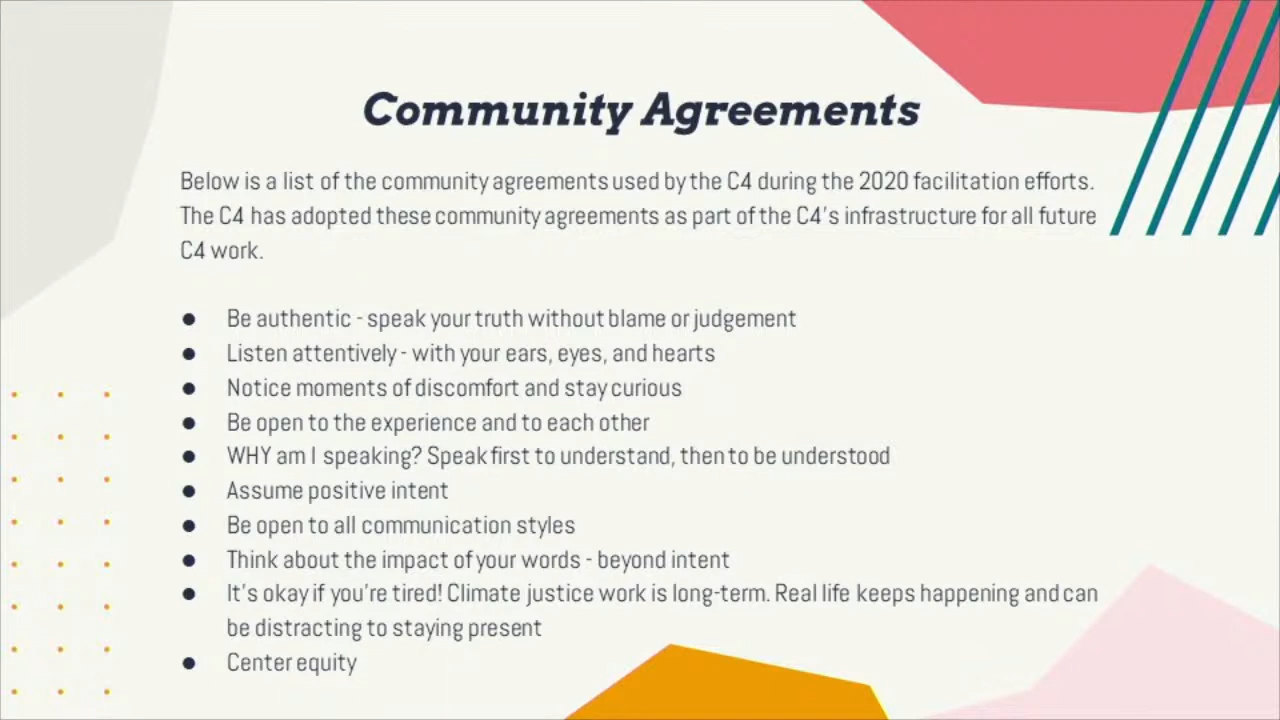 Community Agreements
Below is a list of the community agreements used by the C4 during the 2020 facilitation efforts.
The C4 has adopted these community agreements as part of the C4's infrastructure for all future
C4 work.
● Be authentic - speak your truth without blame or judgement
● Listen attentively - with your ears, eyes, and hearts
● Notice moments of discomfort and stay curious
● Be open to the experience and to each other
● WHY am I speaking? Speak first to understand, then to be understood
● Assume positive intent
● Be open to all communication styles
● Think about the impact of your words - beyond intent
● It's okay if you're tired! Climate justice work is long-term. Real life keeps happening and can
be distracting to staying present
● Center equity